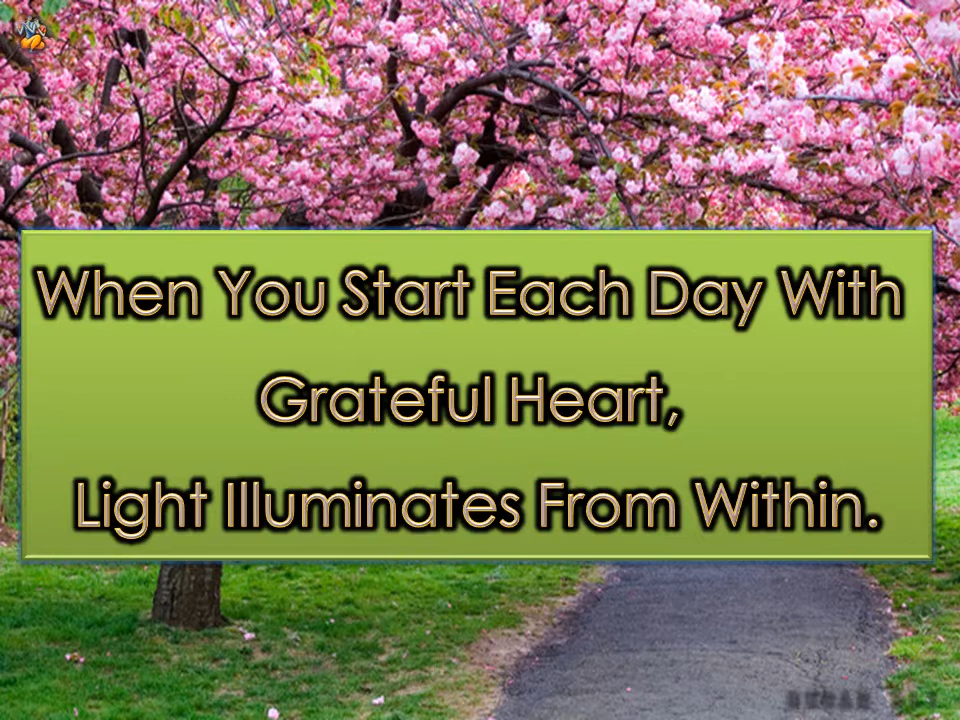 When You Start Each Day With
Grateful Heart,
Light Illuminates From Within.